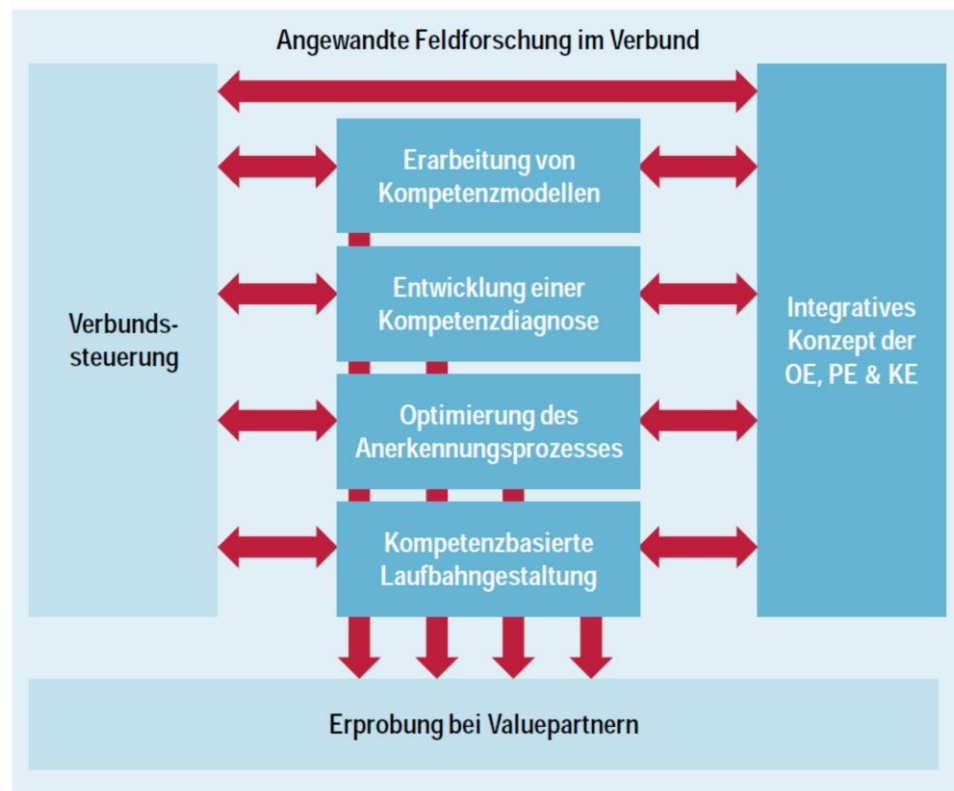 Angewandte Feldforschung im Verbund
Erarbeitung von
Kompetenzmodellen
Entwicklung einer
Kompetenzdiagnose
Verbunds-
steuerung
Integratives
Konzept der
OE, PE & KE
Optimierung des
Anerkennungsprozesses
Kompetenzbasierte
Laufbahngestaltung
Erprobung bei Valuepartnern